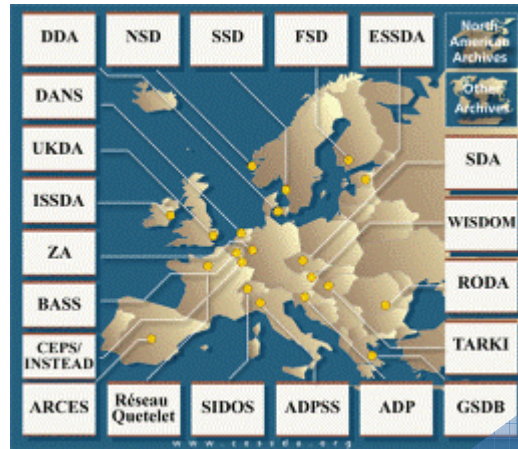 DDA
NSD
SSD
FSD
ESSDA
North
American
Archives
DANS
Other
Archives
UKDA
SDA
ISSDA
WISDOM
ZA
RODA
BASS
CEPS/
INSTEAD
TARKI
ARCES
Réseau
Quetelet
SIDOS
ADPSS
ADP
GSDB
www.cessda.org